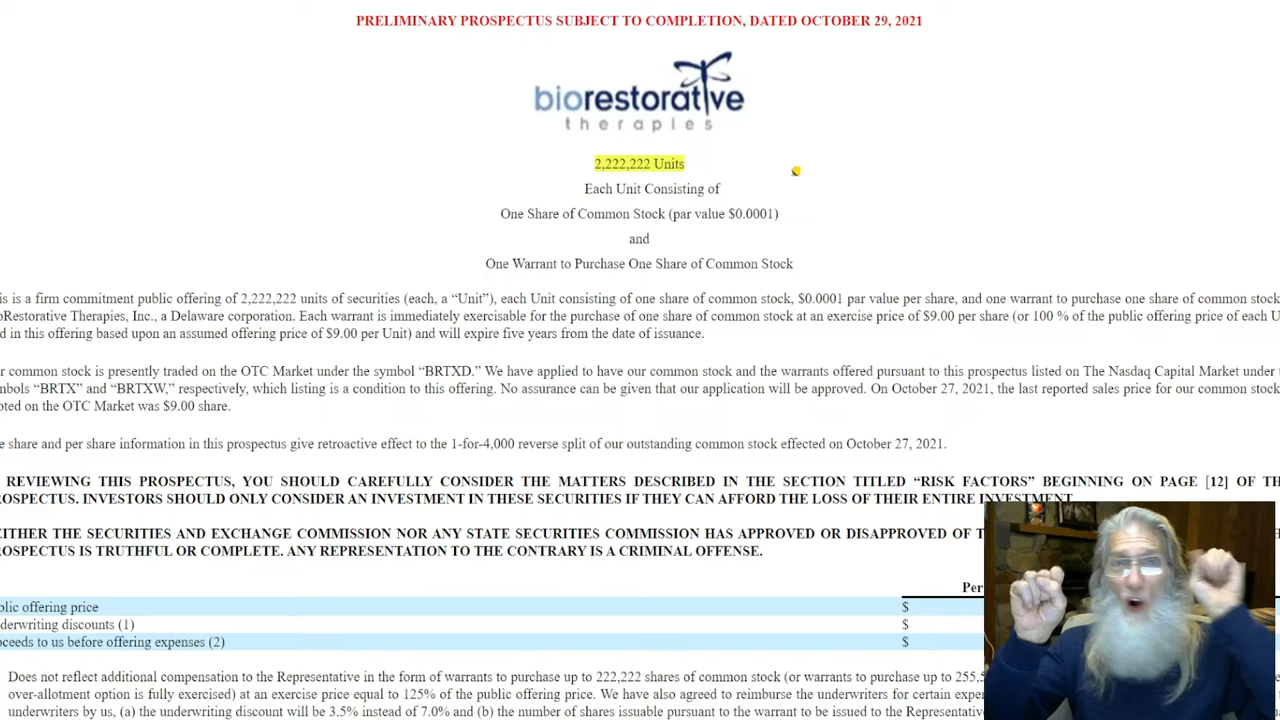 PRELIMINARY PROSPECTUS SUBJECT TO COMPLETION, DATED OCTOBER 29, 2021
biorestorative
therapies
2,222,222 Units
Each Unit Consisting of
One Share of Common Stock (par value $0.0001)
and
One Warrant to Purchase One Share of Common Stock
is is a firm commitment public offering of 2,222,222 units of securities (each, a “Unit”), each Unit consisting of one share of common stock, $0.0001 par value per share, and one warrant to purchase one share of common stock
oRestorative Therapies, Inc., a Delaware corporation. Each warrant is immediately exercisable for the purchase of one share of common stock at an exercise price of $9.00 per share (or 100 % of the public offering price of each U
d in this offering based upon an assumed offering price of $9.00 per Unit) and will expire five years from the date of issuance.
r common stock is presently traded on the OTC Market under the symbol “BRTXD.” We have applied to have our common stock and the warrants offered pursuant to this prospectus listed on The Nasdaq Capital Market under
mbols “BRTX” and “BRTXW,” respectively, which listing is a condition to this offering. No assurance can be given that our application will be approved. On October 27, 2021, the last reported sales price for our common stock
oted on the OTC Market was $9.00 share.
e share and per share information in this prospectus give retroactive effect to the 1-for-4,000 reverse split of our outstanding common stock effected on October 27, 2021.
REVIEWING THIS PROSPECTUS, YOU SHOULD CAREFULLY CONSIDER THE MATTERS DESCRIBED IN THE SECTION TITLED “RISK FACTORS” BEGINNING ON PAGE [12] OF TH
ROSPECTUS. INVESTORS SHOULD ONLY CONSIDER AN INVESTMENT IN THESE SECURITIES IF THEY CAN AFFORD THE LOSS OF THEIR ENTIRE INVESTMENT
EITHER THE SECURITIES AND EXCHANGE COMMISSION NOR ANY STATE SECURITIES COMMISSION HAS APPROVED OR DISAPPROVED OF T
ROSPECTUS IS TRUTHFUL OR COMPLETE. ANY REPRESENTATION TO THE CONTRARY IS A CRIMINAL OFFENSE.
Per
blic offering price $
derwriting discounts (1) $
oceeds to us before offering expenses (2) $
Does not reflect additional compensation to the Representative in the form of warrants to purchase up to 222,222 shares of common stock (or warrants to purchase up to 255,5
over-allotment option is fully exercised) at an exercise price equal to 125% of the public offering price. We have also agreed to reimburse the underwriters for certain expen
underwriters by us, (a) the underwriting discount will be 3.5% instead of 7.0% and (b) the number of shares issuable pursuant to the warrant to be issued to the Representative